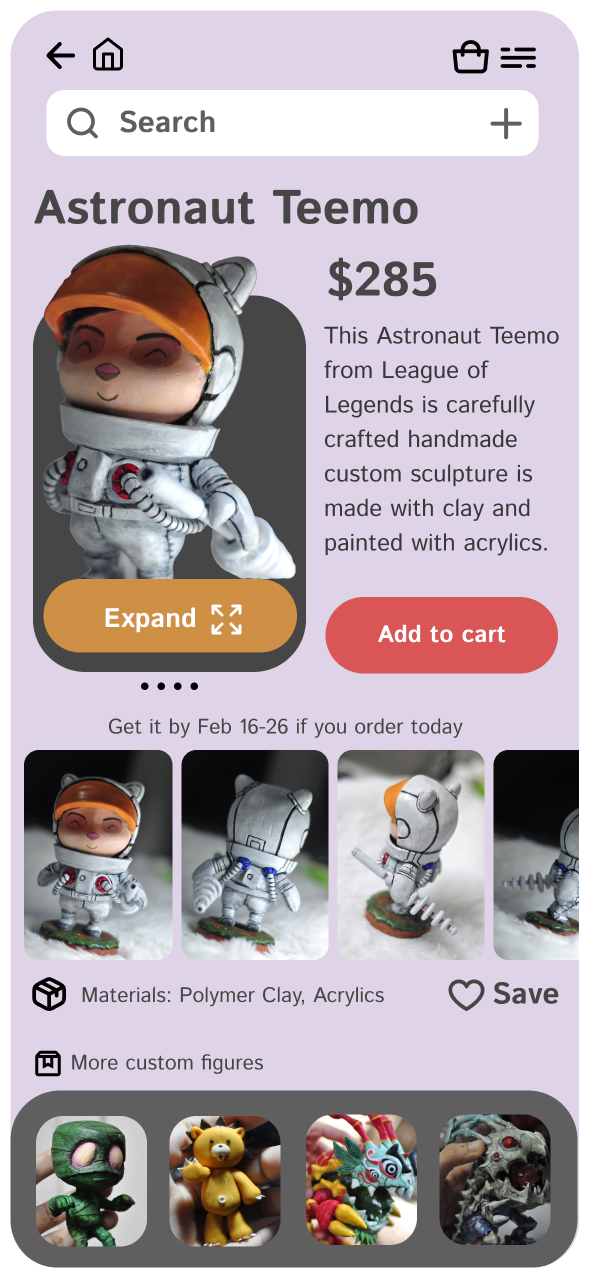 Search
Astronaut Teemo
$285
This Astronaut Teemo
from League of
Legends is carefully
crafted handmade
custom sculpture is
made with clay and
painted with acrylics.
Expand
Add to cart
Get it by Feb 16-26 if you order today
Materials: Polymer Clay, Acrylics
Save
More custom figures